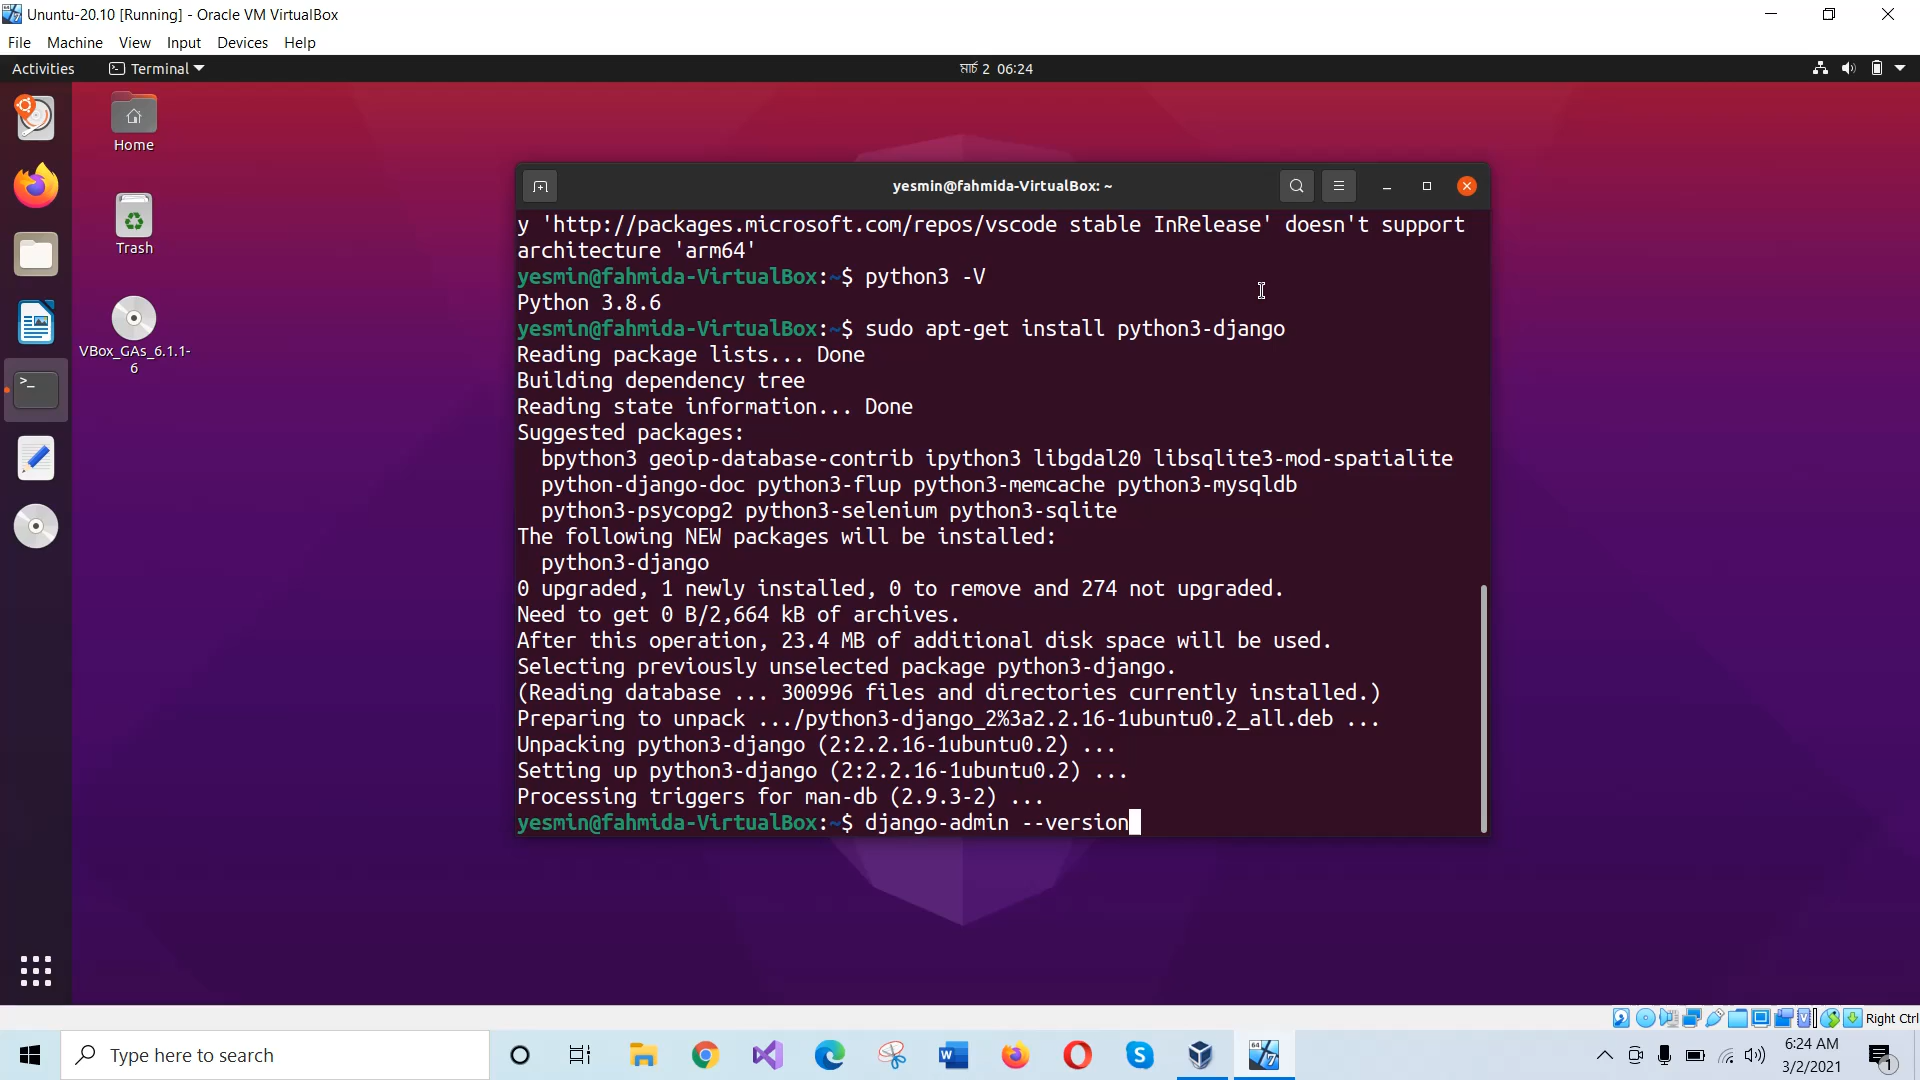 Ununtu-20.10 [Running] - Oracle VM VirtualBox
File Machine View Input Devices Help
Activities Terminal মার্চ 2 06:24
Home
Trash
VBox_GAs_6.1.1-
6
yesmin@fahmida-VirtualBox: ~
y 'http://packages.microsoft.com/repos/vscode stable InRelease' doesn't support
architecture 'arm64'
yesmin@fahmida-VirtualBox:~$ python3 -V
Python 3.8.6
yesmin@fahmida-VirtualBox:~$ sudo apt-get install python3-django
Reading package lists... Done
Building dependency tree
Reading state information... Done
Suggested packages:
  bpython3 geoip-database-contrib ipython3 libgdal20 libsqlite3-mod-spatialite
  python-django-doc python3-flup python3-memcache python3-mysqldb
  python3-psycopg2 python3-selenium python3-sqlite
The following NEW packages will be installed:
  python3-django
0 upgraded, 1 newly installed, 0 to remove and 274 not upgraded.
Need to get 0 B/2,664 kB of archives.
After this operation, 23.4 MB of additional disk space will be used.
Selecting previously unselected package python3-django.
(Reading database ... 300996 files and directories currently installed.)
Preparing to unpack .../python3-django_2%3a2.2.16-1ubuntu0.2_all.deb ...
Unpacking python3-django (2:2.2.16-1ubuntu0.2) ...
Setting up python3-django (2:2.2.16-1ubuntu0.2) ...
Processing triggers for man-db (2.9.3-2) ...
yesmin@fahmida-VirtualBox:~$ django-admin --version
Right Ctrl
Type here to search
6:24 AM
3/2/2021
1